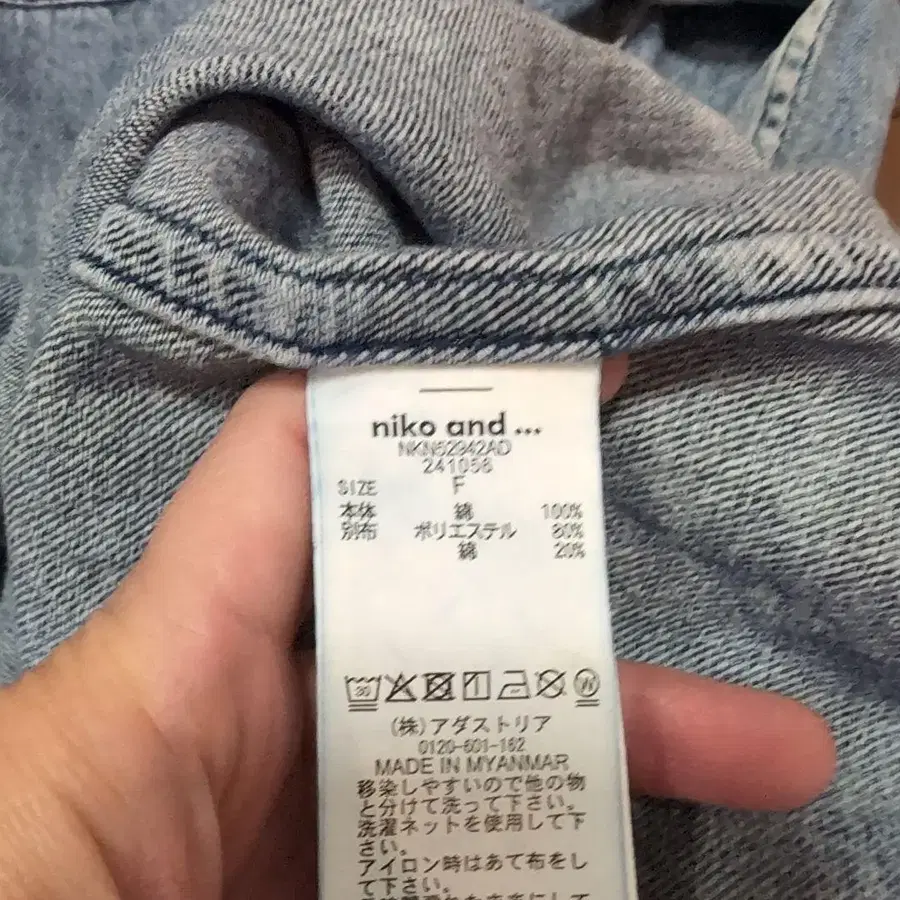 niko and ...
NKN52942AD
241058
SIZE F
本体 綿 100%
別布 ポリエステル 80%
綿 20%
30
W
(株)アダストリア
0120-601-162
MADE IN MYANMAR
移染しやすいので他の物
と分けて洗って下さい。
洗濯ネットを使用して下
さい。
アイロン時はあて布をし
て下さい。